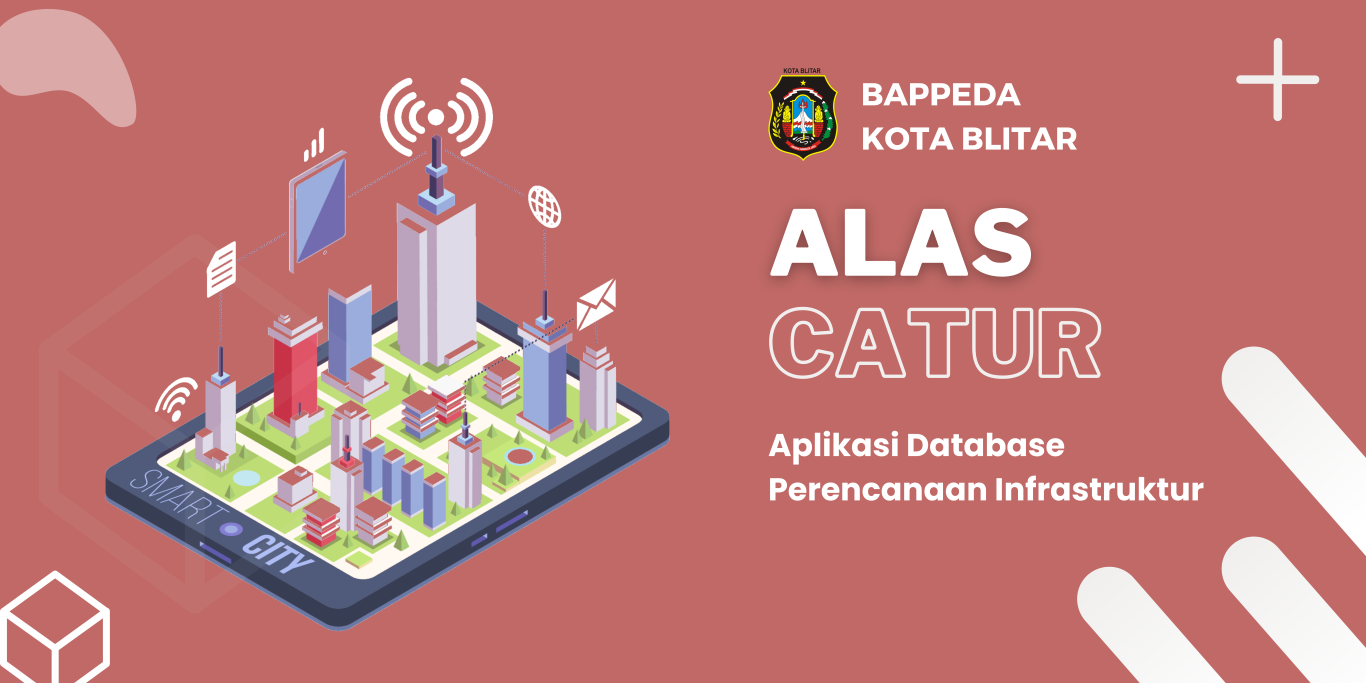 KOTA BLITAR
BAPPEDA
KOTA BLITAR
ALAS
CATUR
Aplikasi Database
Perencanaan Infrastruktur
SMART CITY